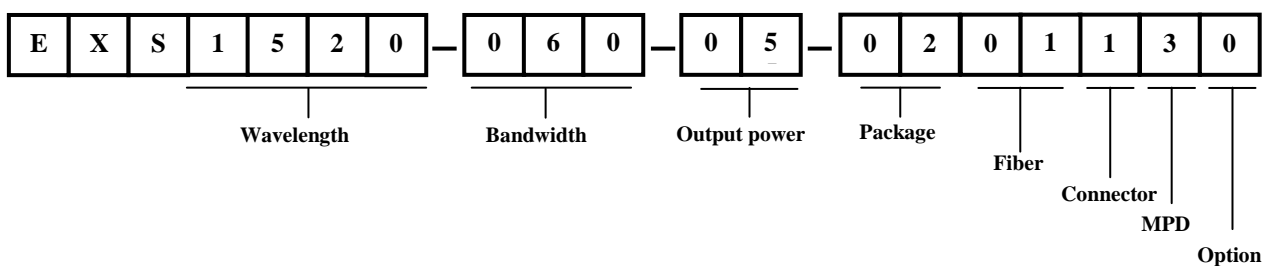 E X S 1 5 2 0 – 0 6 0 – 0 5 – 0 2 0 1 1 3 0
Wavelength Bandwidth Output power Package
Fiber
Connector
MPD
Option